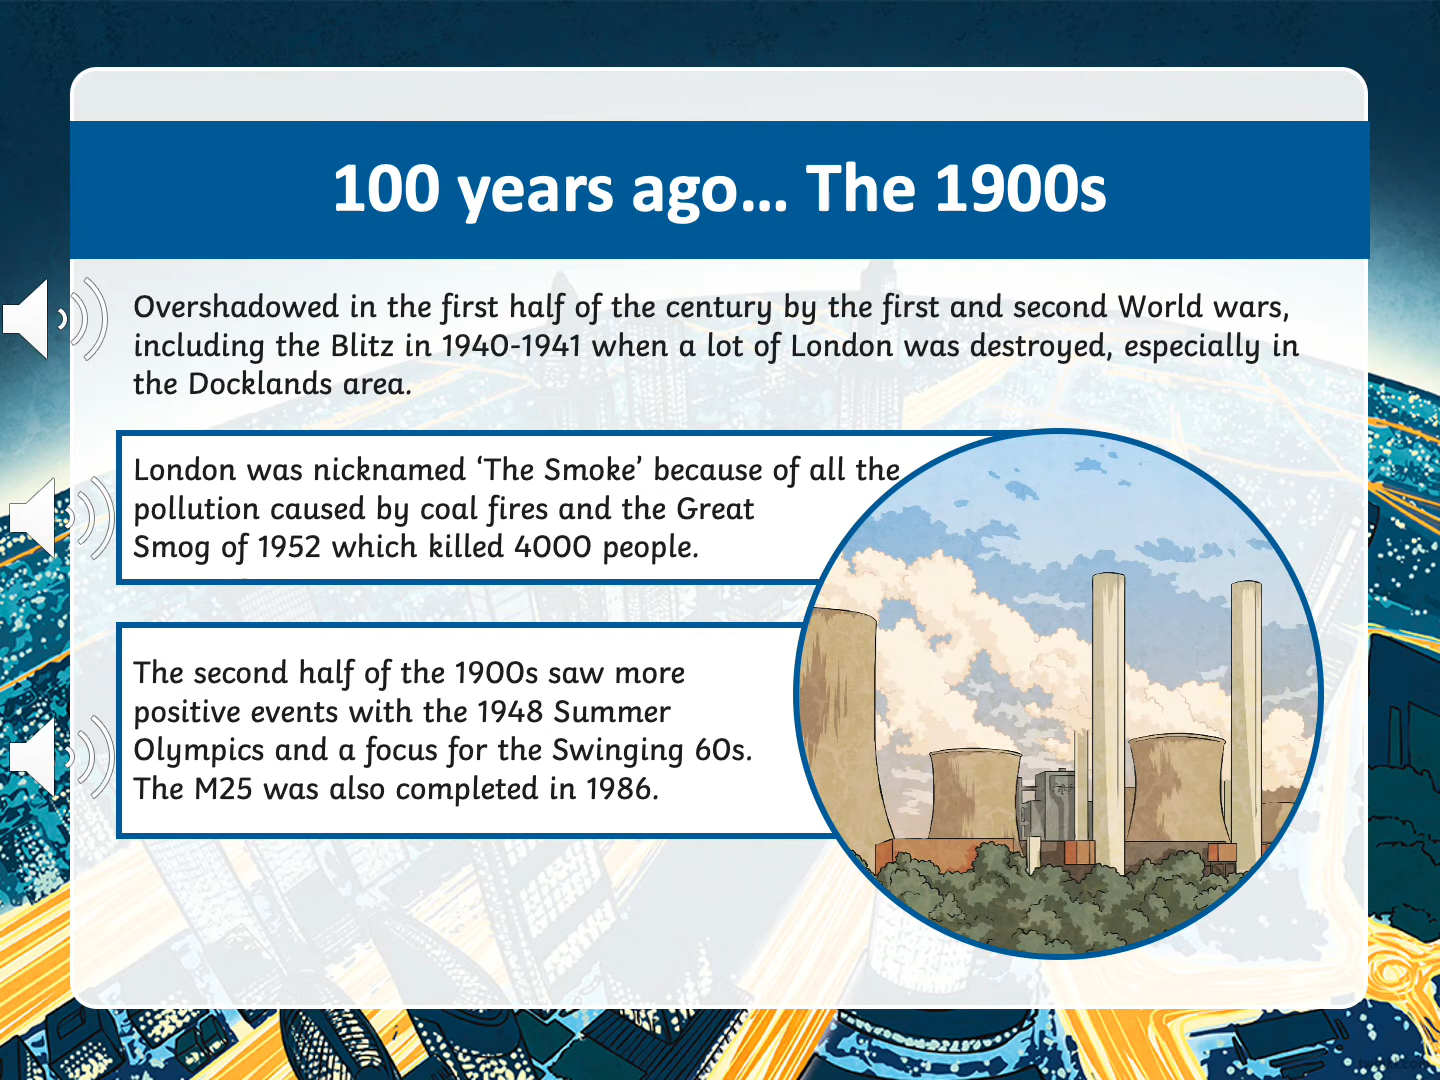 100 years ago... The 1900s
Overshadowed in the first half of the century by the first and second World wars,
including the Blitz in 1940-1941 when a lot of London was destroyed, especially in
the Docklands area.
London was nicknamed ‘The Smoke’ because of all the
pollution caused by coal fires and the Great
Smog of 1952 which killed 4000 people.
The second half of the 1900s saw more
positive events with the 1948 Summer
Olympics and a focus for the Swinging 60s.
The M25 was also completed in 1986.